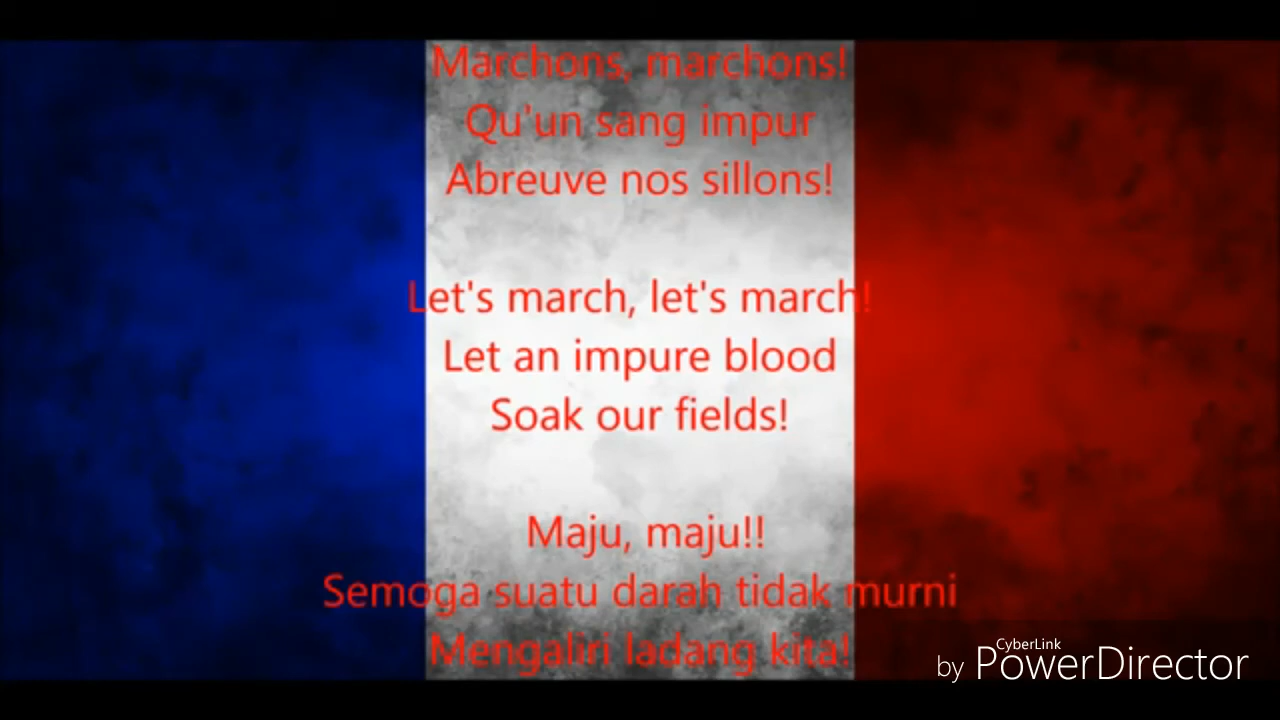 Marchons, marchons!
Qu'un sang impur
Abreuve nos sillons!
Let's march, let's march!
Let an impure blood
Soak our fields!
Maju, maju!!
Semoga suatu darah tidak murni
Mengaliri ladang kita!
CyberLink
by PowerDirector